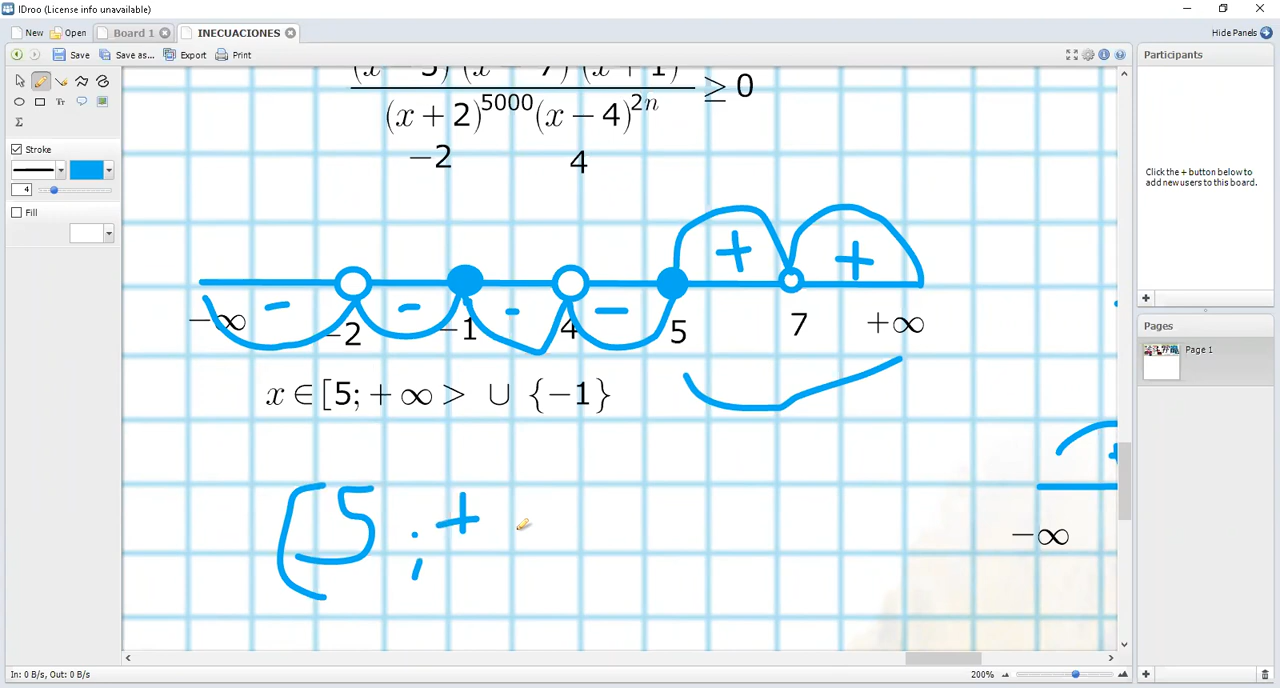 IDroo (License info unavailable)
New Open Board 1 INECUACIONES Hide Panels
Save Save as... Export Print
Participants
Click the + button below to
add new users to this board.
Stroke
4
Fill
Tr
Σ
≥ 0
(x + 2)^5000 (x − 4)^2n
−2 4
- - - - + +
−∞ −2 −1 4 5 7 +∞
x ∈ [5; + ∞ > ∪ {−1}
[5 ; +
−∞
Pages
Page 1
In: 0 B/s, Out: 0 B/s
200%